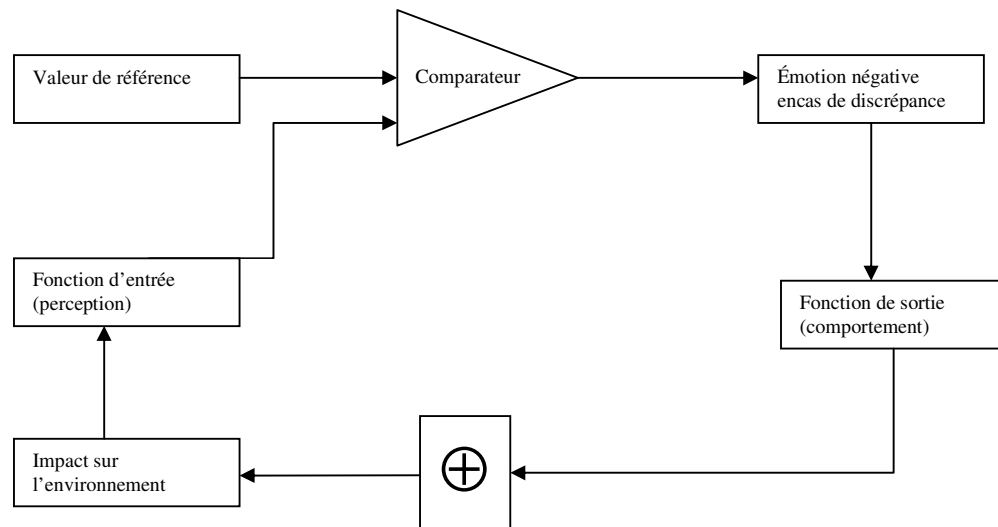 Valeur de référence
Comparateur
Émotion négative
encas de discrépance
Fonction d’entrée
(perception)
Fonction de sortie
(comportement)
Impact sur
l’environnement